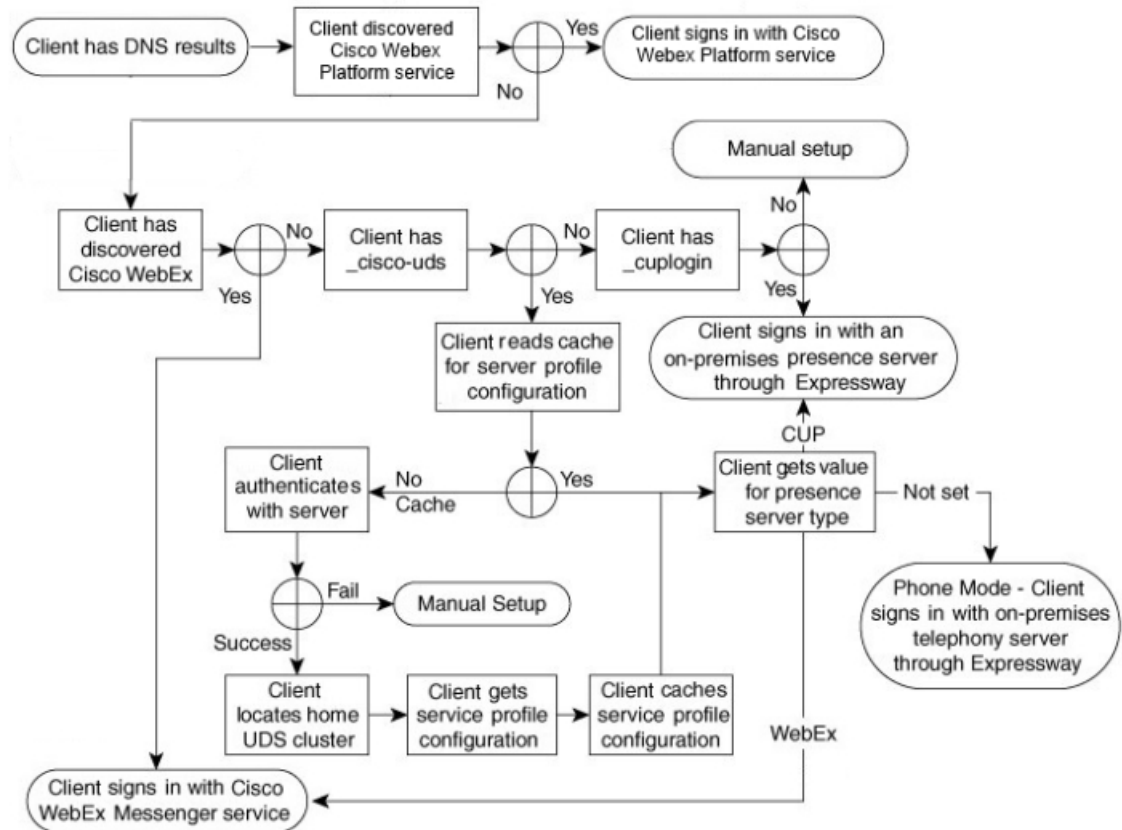 Client has DNS results
Client discovered
Cisco Webex
Platform service
Yes
Client signs in with Cisco
Webex Platform service
No
Manual setup
No
Client has
discovered
Cisco WebEx
No
Client has
_cisco-uds
No
Client has
_cuplogin
Yes
Yes
Yes
Client reads cache
for server profile
configuration
Client signs in with an
on-premises presence server
through Expressway
CUP
Client
authenticates
with server
No
Cache
Yes
Client gets value
for presence
server type
Not set
Fail
Manual Setup
Success
Phone Mode - Client
signs in with on-premises
telephony server
through Expressway
Client
locates home
UDS cluster
Client gets
service profile
configuration
Client caches
service profile
configuration
WebEx
Client signs in with Cisco
WebEx Messenger service